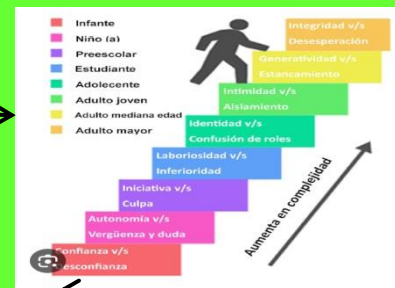 Infante
Niño (a)
Preescolar
Estudiante
Adolecente
Adulto joven
Adulto mediana edad
Adulto mayor
Integridad v/s
Desesperación
Generatividad v/s
Estancamiento
Intimidad v/s
Aislamiento
Identidad v/s
Confusión de roles
Laboriosidad v/s
Inferioridad
Iniciativa v/s
Culpa
Autonomía v/s
Vergüenza y duda
Confianza v/s
Desconfianza
Aumenta en complejidad